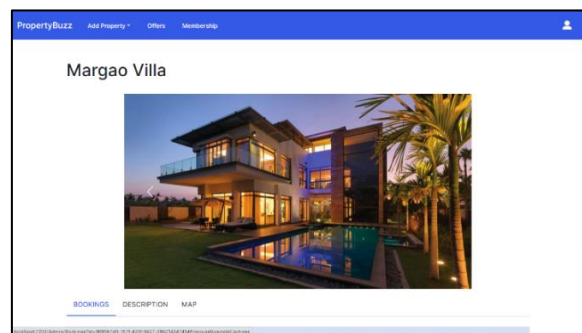 PropertyBuzz Add Property Offers Membership
Margao Villa
BOOKINGS DESCRIPTION MAP